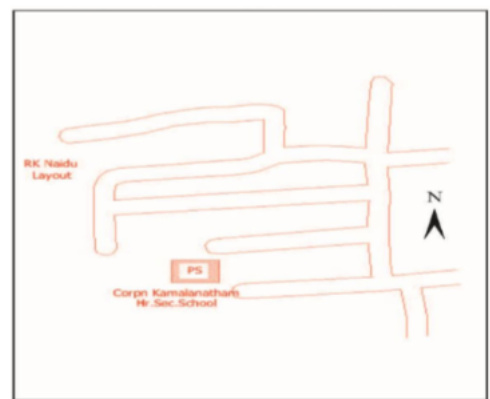 RK Naidu
Layout
N
PS
Corpn Kamalanatham
Hr.Sec.School